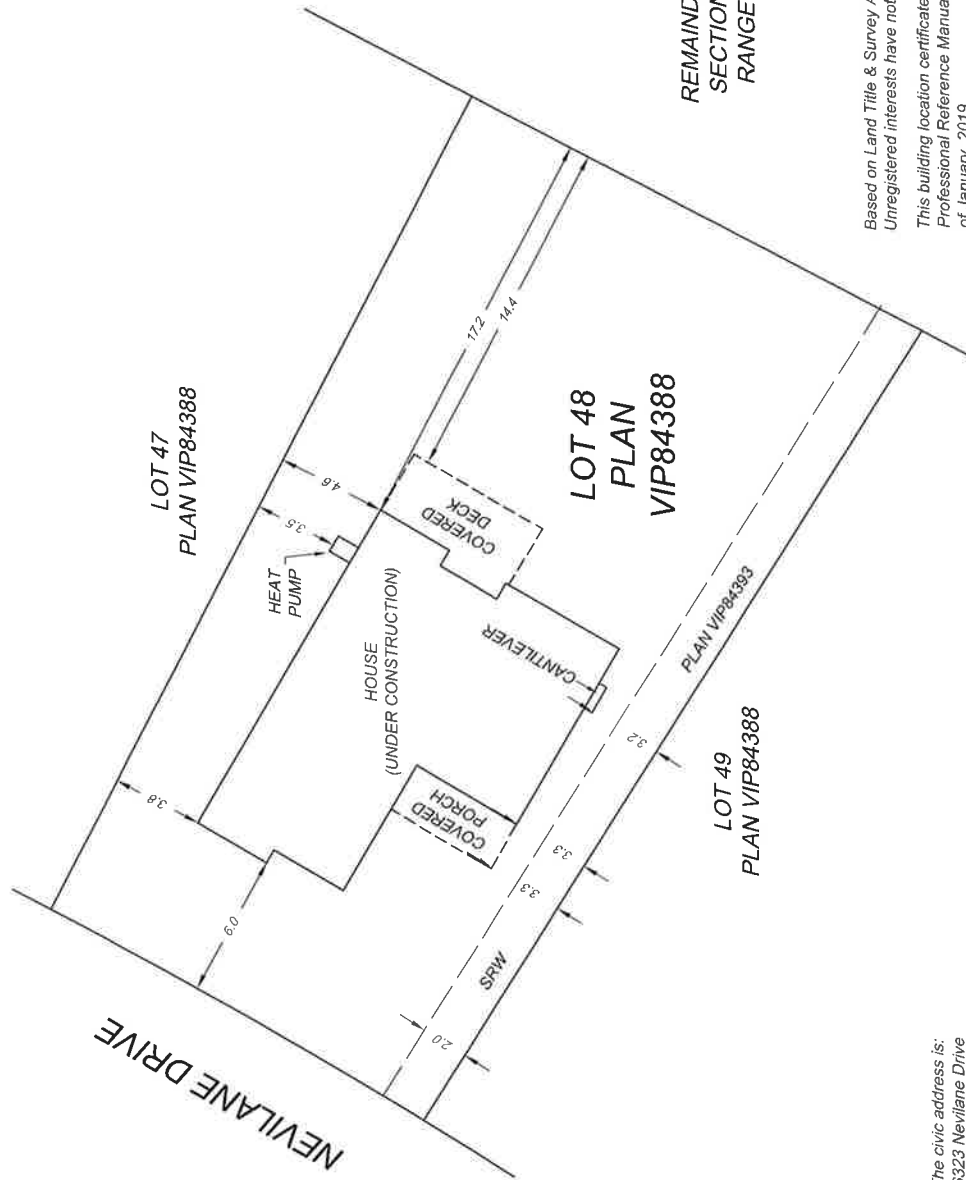 REMAIND
SECTION
RANGE
LOT 47
PLAN VIP84388
HEAT
PUMP
3.5
4.6
3.8
17.2
14.4
HOUSE
(UNDER CONSTRUCTION)
COVERED
DECK
LOT 48
PLAN
VIP84388
CANTILEVER
COVERED
PORCH
6.0
NEVILANE DRIVE
SRW
PLAN VIP84393
2.0
3.3
3.3
3.2
LOT 49
PLAN VIP84388
Based on Land Title & Survey A
Unregistered interests have not
This building location certificate
Professional Reference Manua
of January, 2019
The civic address is:
6323 Nevilane Drive